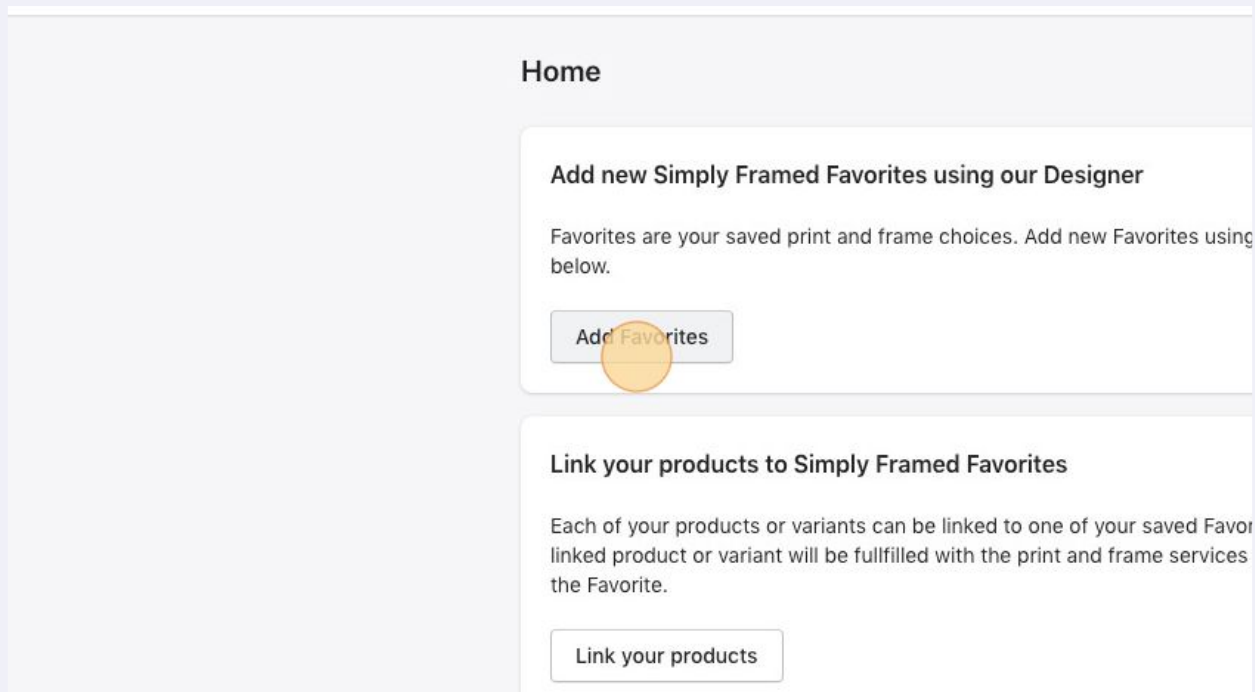 Home
Add new Simply Framed Favorites using our Designer
Favorites are your saved print and frame choices. Add new Favorites using
below.
Add Favorites
Link your products to Simply Framed Favorites
Each of your products or variants can be linked to one of your saved Favor
linked product or variant will be fullfilled with the print and frame services
the Favorite.
Link your products